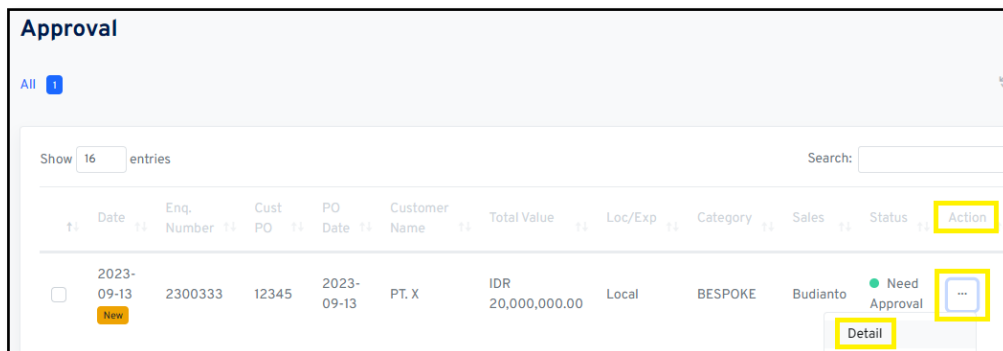 Approval
All 1
Show 16 entries Search:
Date Enq. Number Cust PO PO Date Customer Name Total Value Loc/Exp Category Sales Status Action
2023-09-13 New 2300333 12345 2023-09-13 PT. X IDR 20,000,000.00 Local BESPOKE Budianto Need Approval ...
Detail